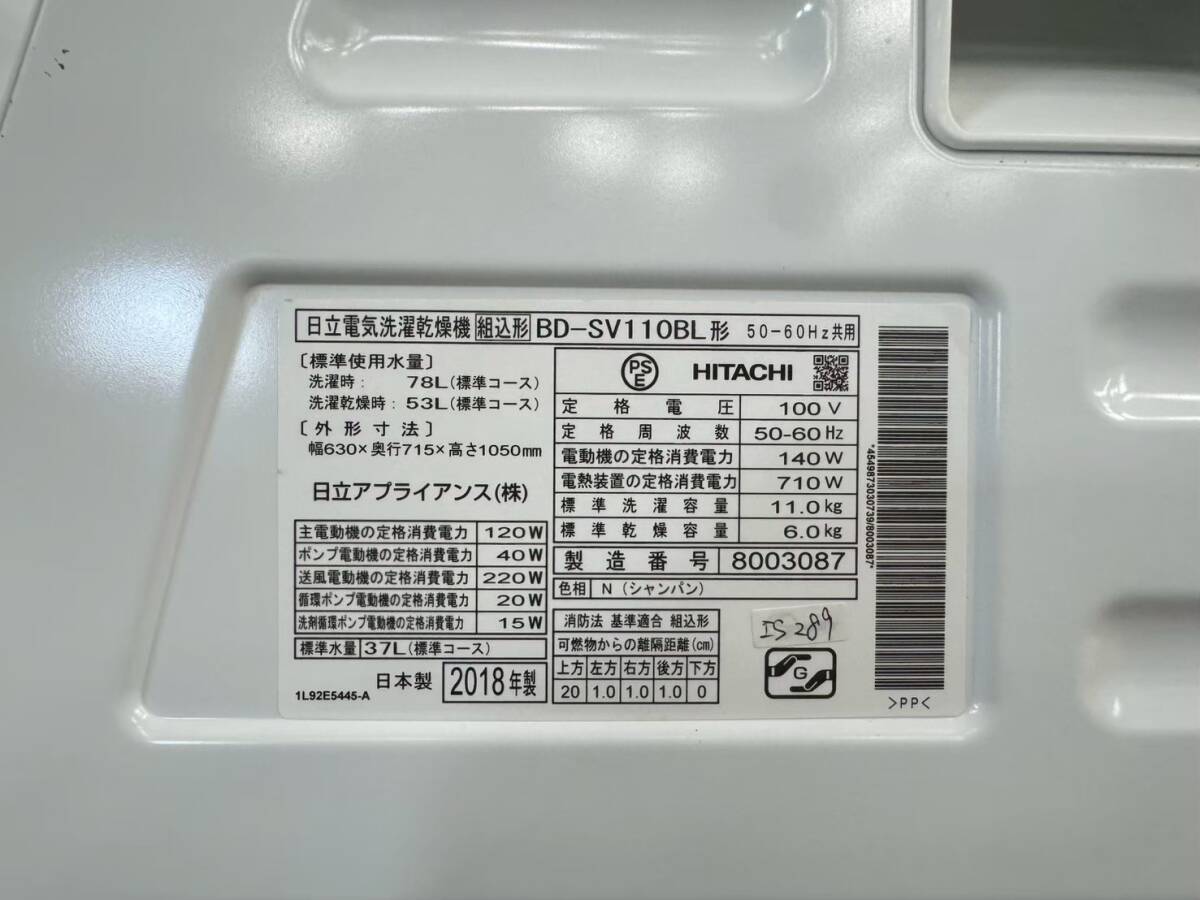 日立電気洗濯乾燥機 組込形 BD-SV110BL形 50-60Hz共用
〔標準使用水量〕
洗濯時: 78L(標準コース)
洗濯乾燥時: 53L(標準コース)
〔外形寸法〕
幅630×奥行715×高さ1050mm
日立アプライアンス(株)
主電動機の定格消費電力 120W
ポンプ電動機の定格消費電力 40W
送風電動機の定格消費電力 220W
循環ポンプ電動機の定格消費電力 20W
洗剤循環ポンプ電動機の定格消費電力 15W
標準水量 37L(標準コース)
1L92E5445-A 日本製 2018年製
PSE HITACHI
定格電圧 100V
定格周波数 50-60Hz
電動機の定格消費電力 140W
電熱装置の定格消費電力 710W
標準洗濯容量 11.0kg
標準乾燥容量 6.0kg
製造番号 8003087
色相 N(シャンパン)
消防法 基準適合 組込形
可燃物からの離隔距離(cm)
上方 左方 右方 後方 下方
20 1.0 1.0 1.0 0
IS289
G
*4549873030739/8003087*
>PP<